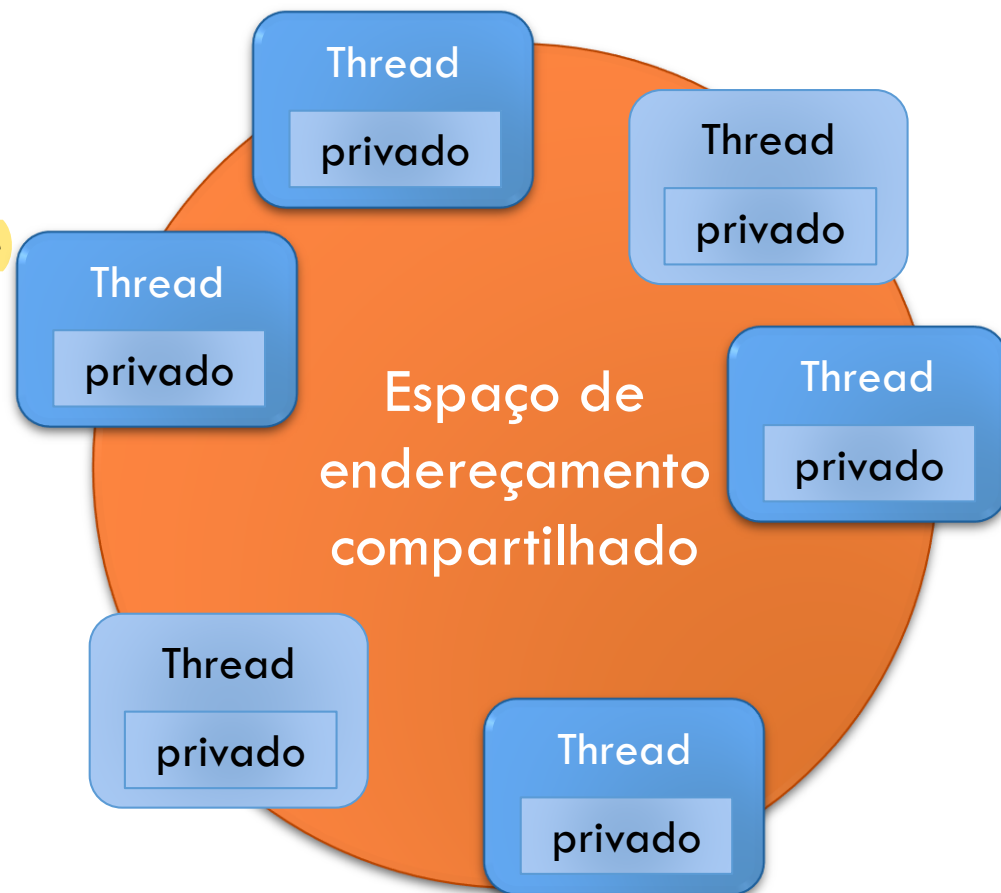 Thread
privado
Thread
privado
Thread
privado
Thread
privado
Espaço de
endereçamento
compartilhado
Thread
privado
Thread
privado